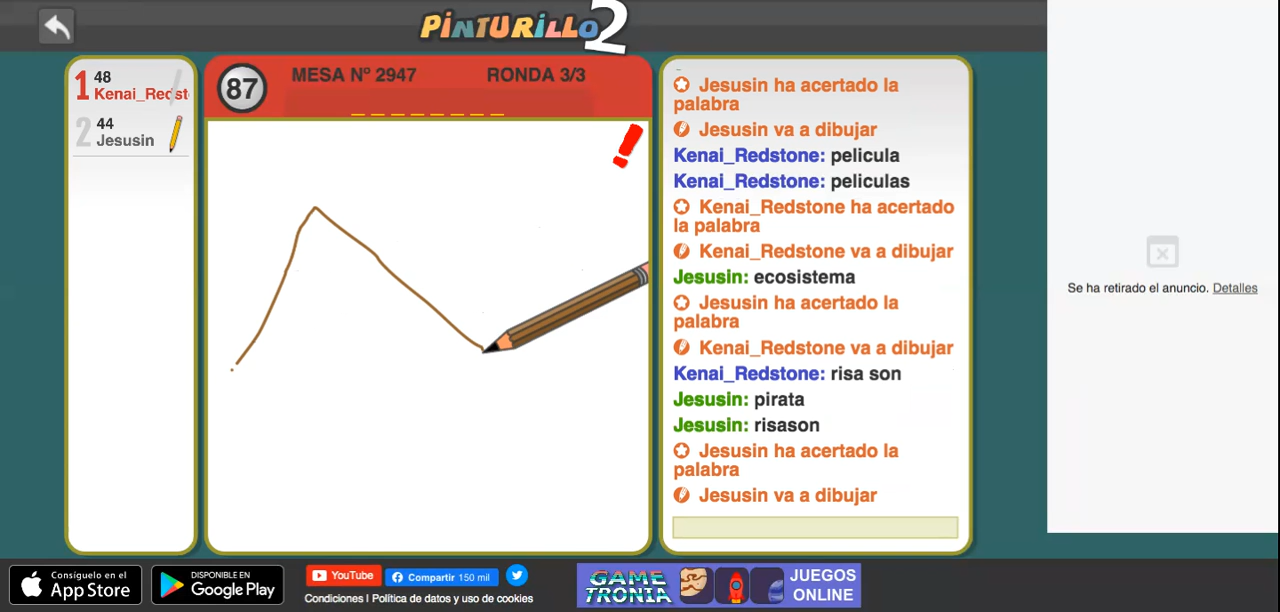 PINTURILLO 2
1 48
Kenai_Redst
2 44
Jesusin
87
MESA Nº 2947
RONDA 3/3
Jesusin ha acertado la
palabra
Jesusin va a dibujar
Kenai_Redstone: pelicula
Kenai_Redstone: peliculas
Kenai_Redstone ha acertado
la palabra
Kenai_Redstone va a dibujar
Jesusin: ecosistema
Jesusin ha acertado la
palabra
Kenai_Redstone va a dibujar
Kenai_Redstone: risa son
Jesusin: pirata
Jesusin: risason
Jesusin ha acertado la
palabra
Jesusin va a dibujar
Se ha retirado el anuncio. Detalles
Consíguelo en el
App Store
DISPONIBLE EN
Google Play
YouTube
Compartir 150 mil
Condiciones | Política de datos y uso de cookies
GAME
TRONIA
JUEGOS
ONLINE